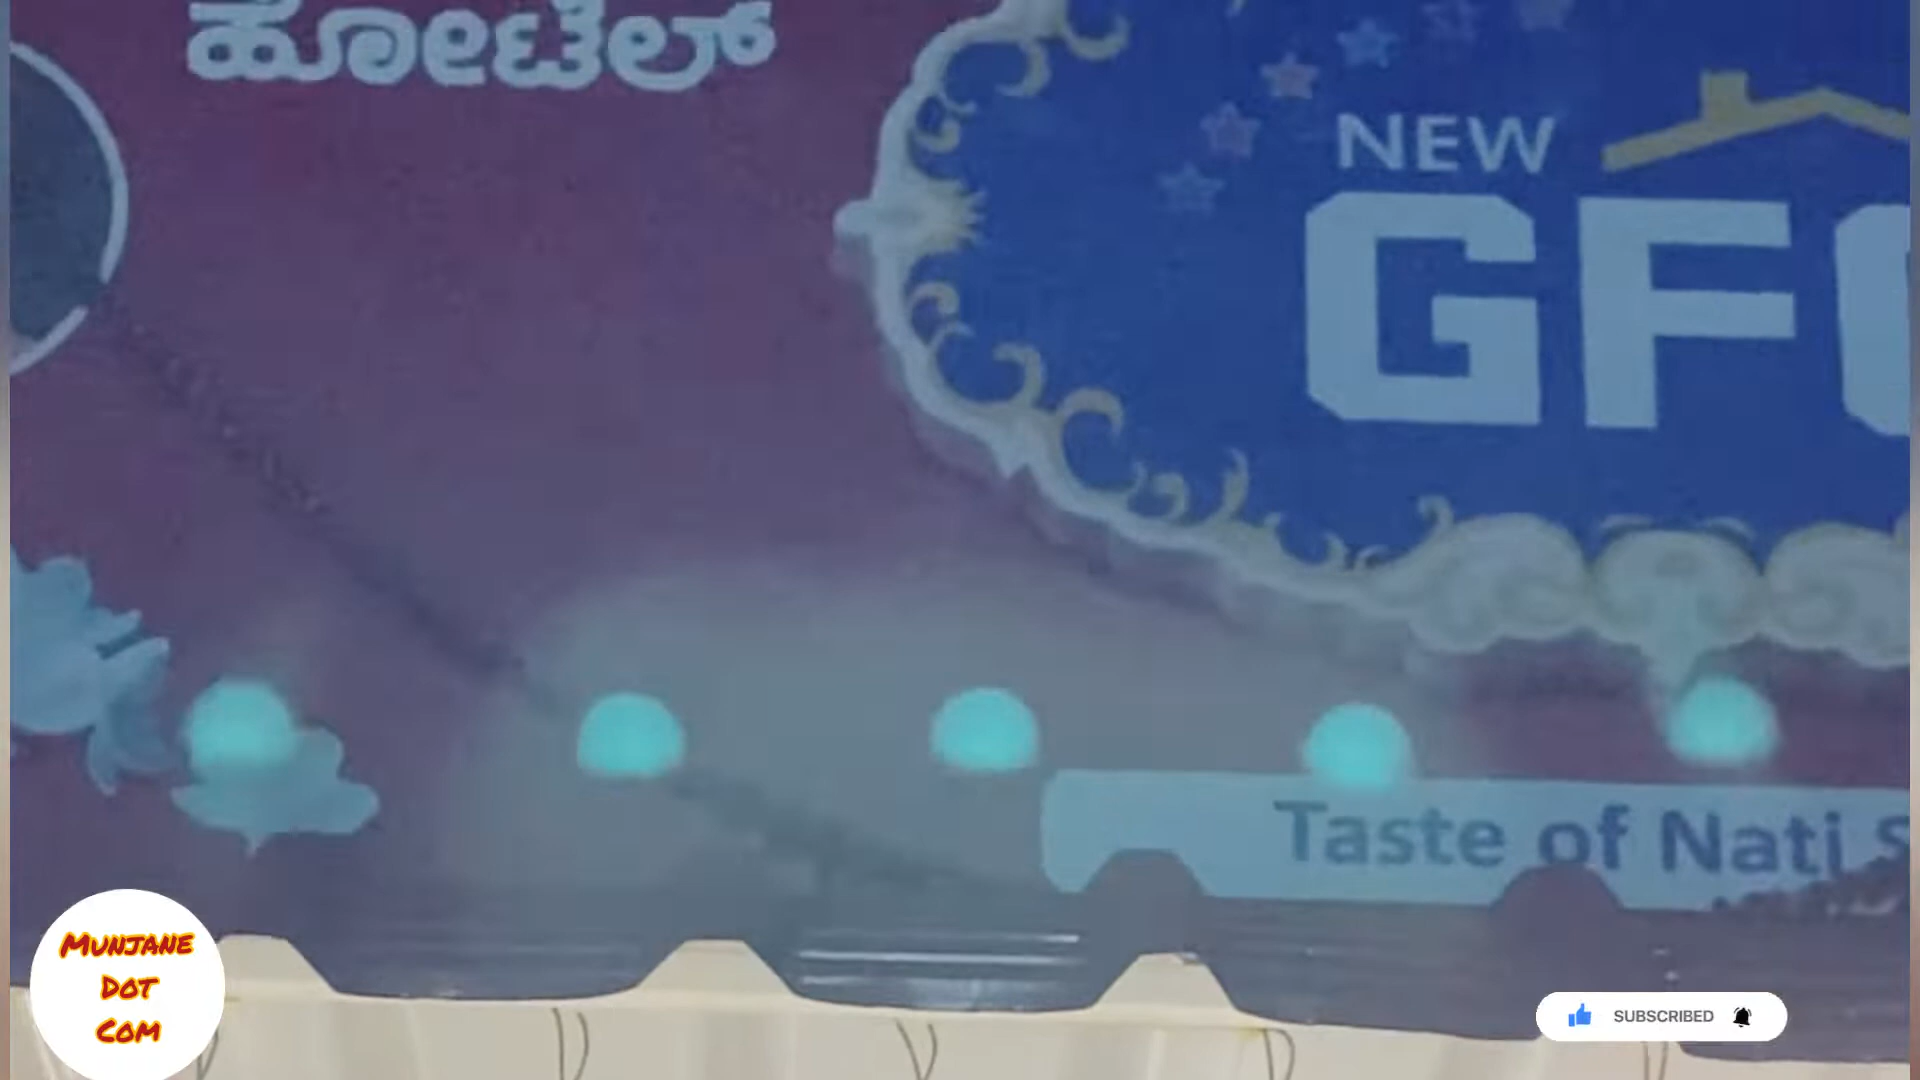 ಹೋಟೆಲ್
NEW
GF
Taste of Nati
MUNJANE
DOT
COM
SUBSCRIBED